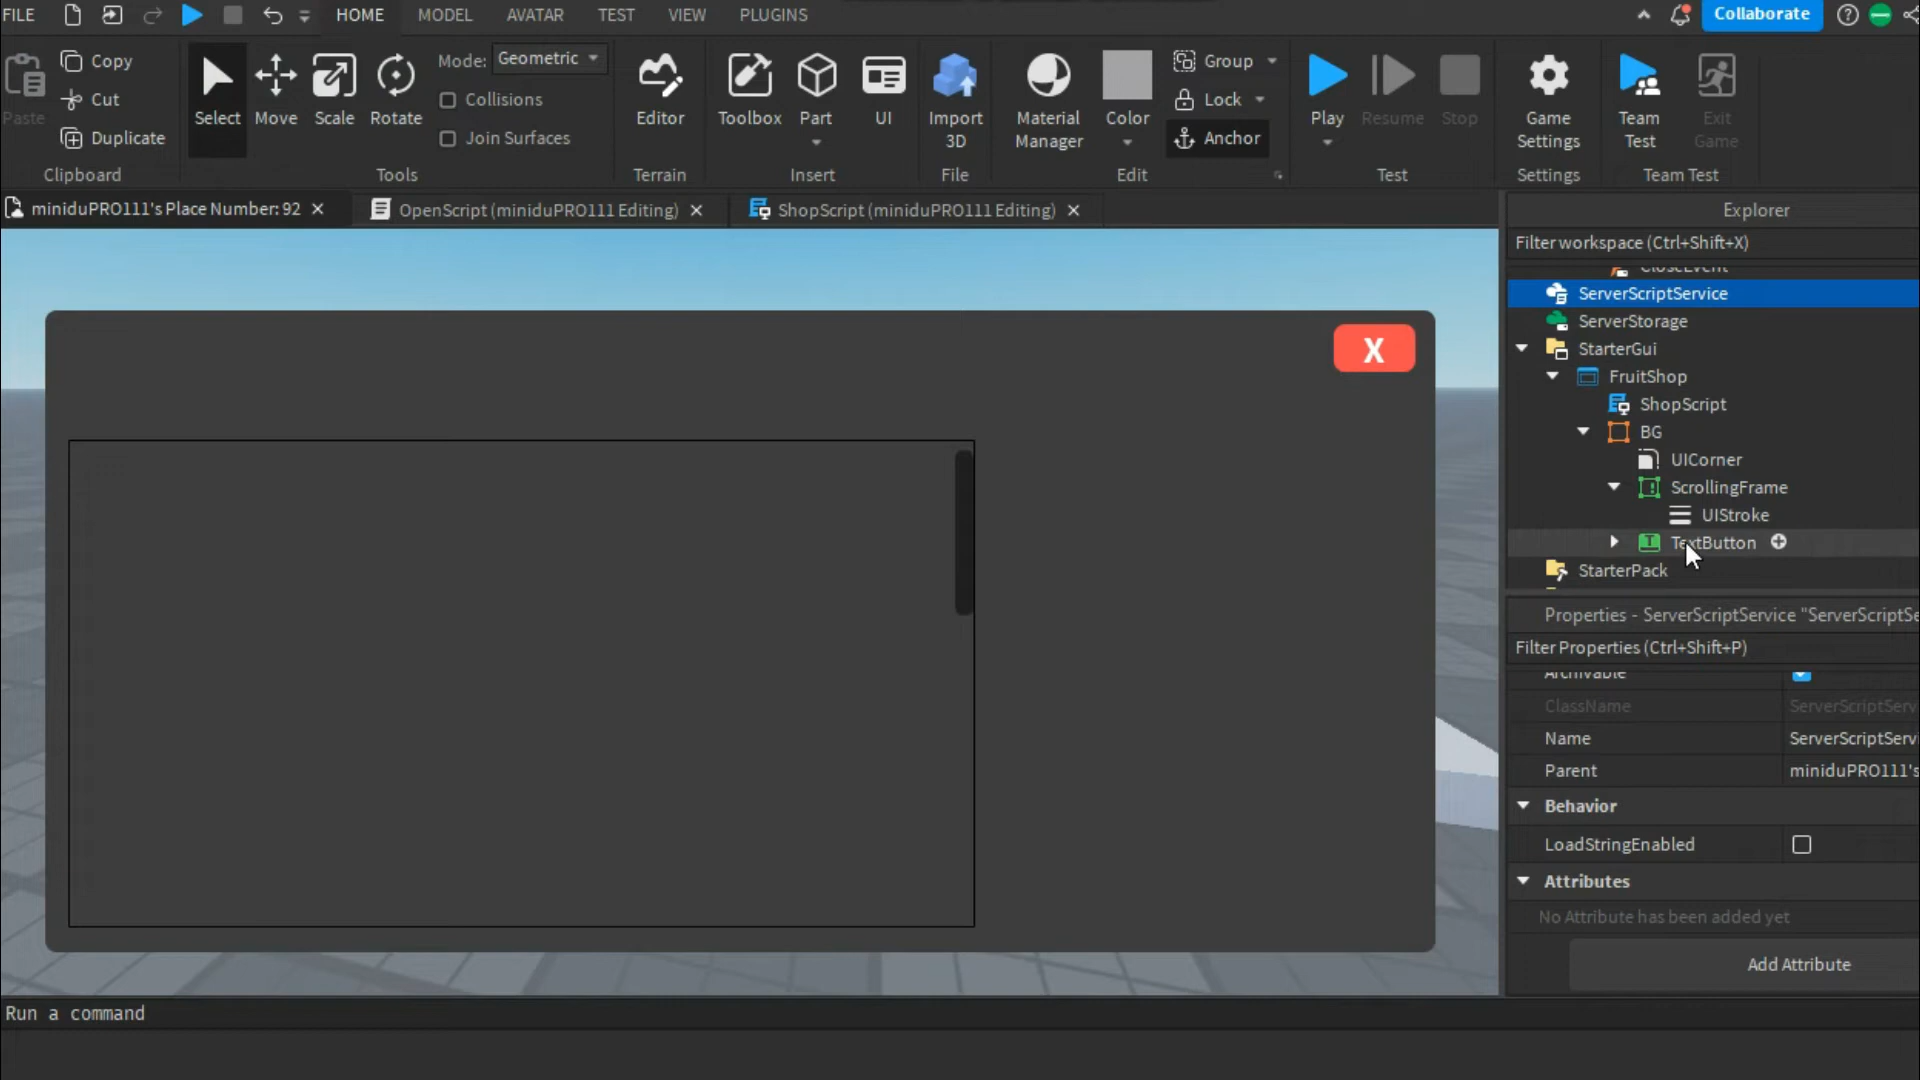 FILE HOME MODEL AVATAR TEST VIEW PLUGINS Collaborate
Copy
Cut
Duplicate
Paste
Clipboard
Select Move Scale Rotate
Mode: Geometric
Collisions
Join Surfaces
Tools
Editor
Terrain
Toolbox Part UI
Insert
Import
3D
File
Material
Manager
Color
Group
Lock
Anchor
Edit
Play Resume Stop
Test
Game
Settings
Settings
Team
Test
Exit
Game
Team Test
miniduPRO111's Place Number: 92
OpenScript (miniduPRO111 Editing)
ShopScript (miniduPRO111 Editing)
X
Explorer
Filter workspace (Ctrl+Shift+X)
CloseEvent
ServerScriptService
ServerStorage
StarterGui
FruitShop
ShopScript
BG
UICorner
ScrollingFrame
UIStroke
TextButton
StarterPack
Properties - ServerScriptService "ServerScriptSe
Filter Properties (Ctrl+Shift+P)
Archivable
ClassName ServerScriptServ
Name ServerScriptServi
Parent miniduPRO111's
Behavior
LoadStringEnabled
Attributes
No Attribute has been added yet
Add Attribute
Run a command